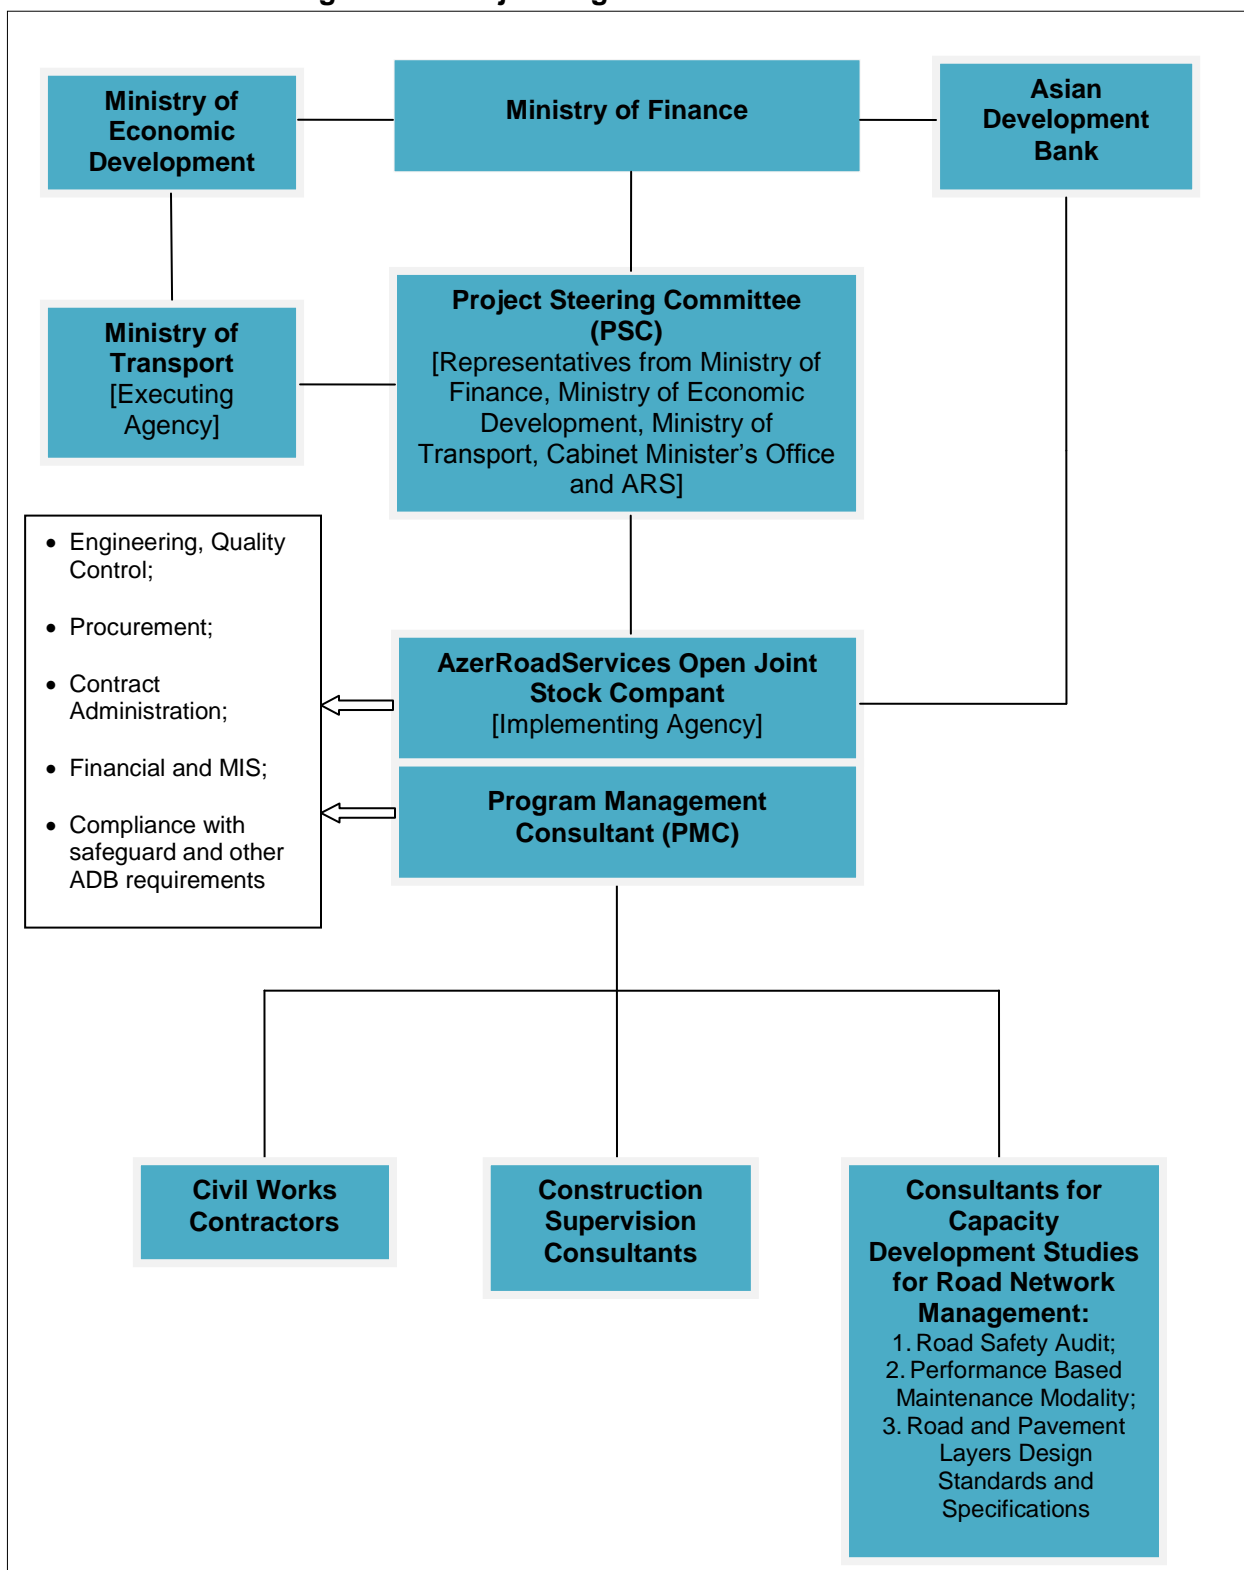 Ministry of
Economic
Development
Ministry of Finance
Asian
Development
Bank
Ministry of
Transport
[Executing
Agency]
Project Steering Committee
(PSC)
[Representatives from Ministry of
Finance, Ministry of Economic
Development, Ministry of
Transport, Cabinet Minister’s Office
and ARS]
• Engineering, Quality
Control;
• Procurement;
• Contract
Administration;
• Financial and MIS;
• Compliance with
safeguard and other
ADB requirements
AzerRoadServices Open Joint
Stock Compant
[Implementing Agency]
Program Management
Consultant (PMC)
Civil Works
Contractors
Construction
Supervision
Consultants
Consultants for
Capacity
Development Studies
for Road Network
Management:
1. Road Safety Audit;
2. Performance Based
Maintenance Modality;
3. Road and Pavement
Layers Design
Standards and
Specifications